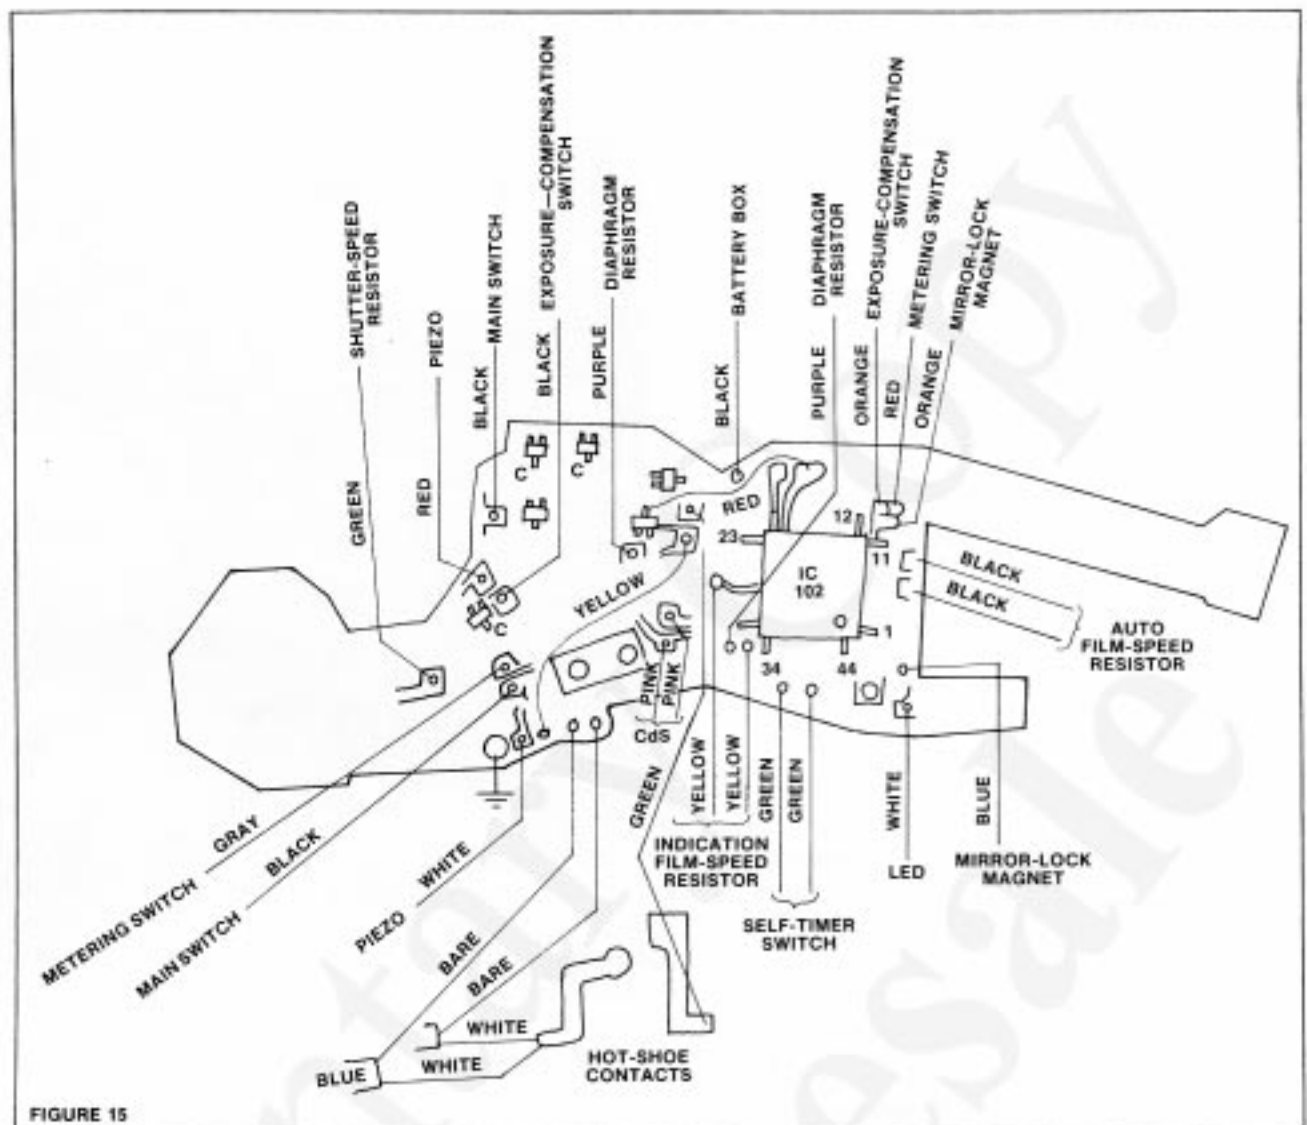 SHUTTER-SPEED
RESISTOR
GREEN
PIEZO
RED
MAIN SWITCH
BLACK
EXPOSURE—COMPENSATION
SWITCH
BLACK
DIAPHRAGM
RESISTOR
PURPLE
BATTERY BOX
BLACK
DIAPHRAGM
RESISTOR
PURPLE
EXPOSURE-COMPENSATION
SWITCH
ORANGE
METERING SWITCH
RED
MIRROR-LOCK
MAGNET
ORANGE
C
C
C
RED
23
12
11
IC
102
1
34
44
YELLOW
BLACK
BLACK
AUTO
FILM-SPEED
RESISTOR
PINK
PINK
CdS
GREEN
YELLOW
YELLOW
INDICATION
FILM-SPEED
RESISTOR
GREEN
GREEN
SELF-TIMER
SWITCH
WHITE
LED
BLUE
MIRROR-LOCK
MAGNET
GRAY
METERING SWITCH
BLACK
MAIN SWITCH
WHITE
PIEZO
BARE
BARE
WHITE
WHITE
BLUE
HOT-SHOE
CONTACTS
FIGURE 15